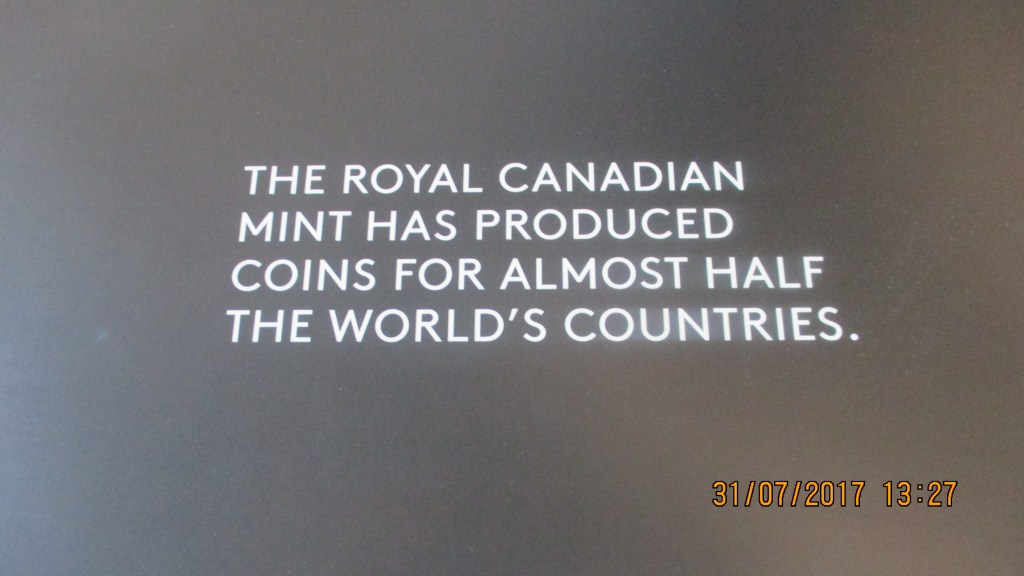 THE ROYAL CANADIAN
MINT HAS PRODUCED
COINS FOR ALMOST HALF
THE WORLD'S COUNTRIES.
31/07/2017 13:27